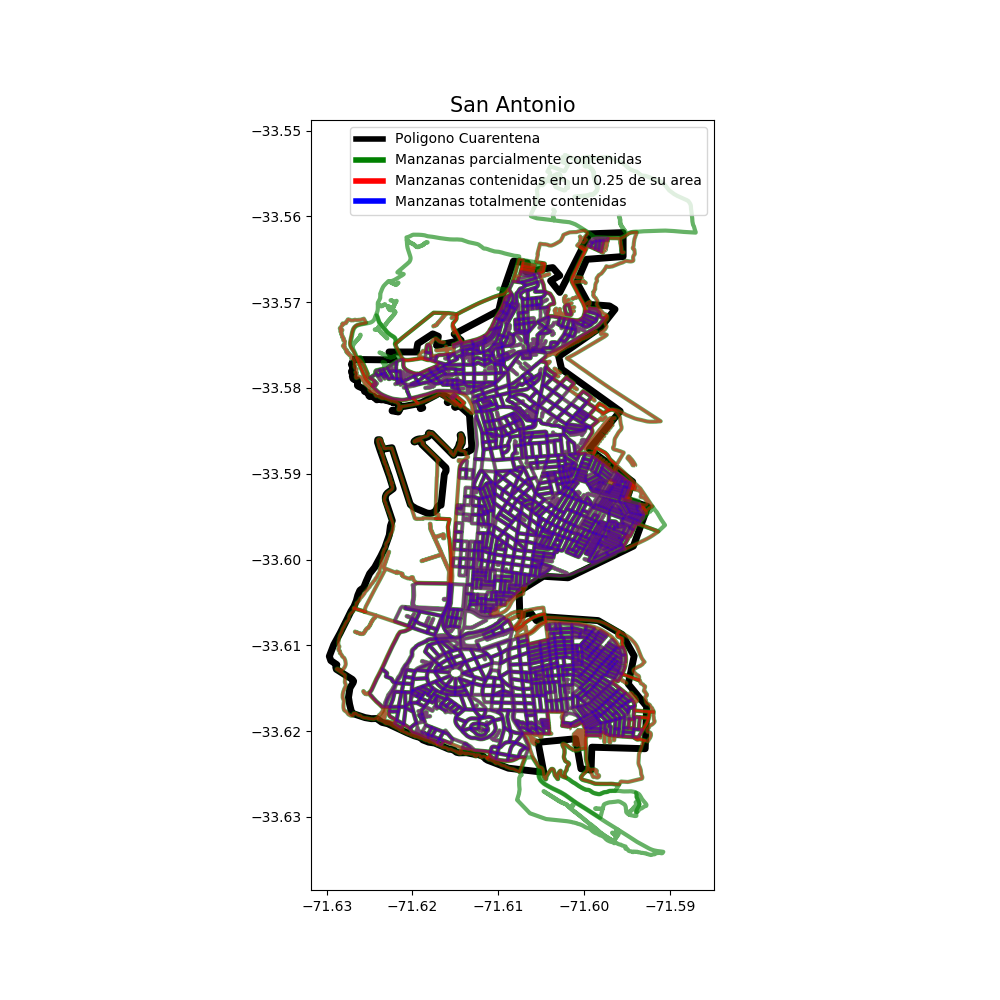 San Antonio
Poligono Cuarentena
Manzanas parcialmente contenidas
Manzanas contenidas en un 0.25 de su area
Manzanas totalmente contenidas
−33.55
−33.56
−33.57
−33.58
−33.59
−33.60
−33.61
−33.62
−33.63
−71.63 −71.62 −71.61 −71.60 −71.59